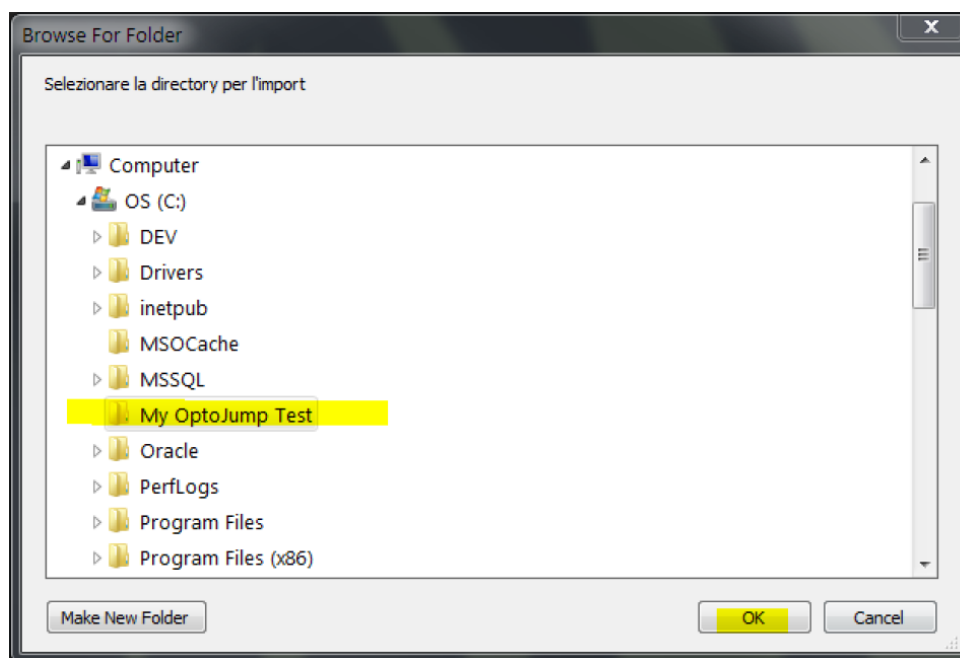 Browse For Folder
x
Selezionare la directory per l'import
Computer
OS (C:)
DEV
Drivers
inetpub
MSOCache
MSSQL
My OptoJump Test
Oracle
PerfLogs
Program Files
Program Files (x86)
Make New Folder OK Cancel